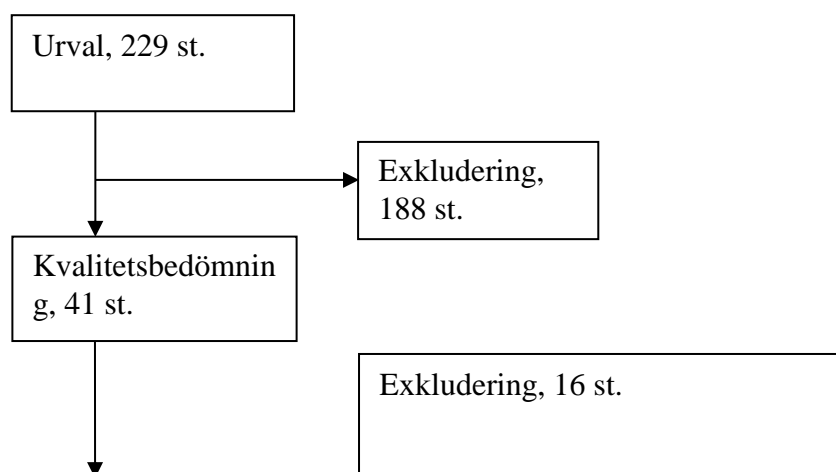 Urval, 229 st.
Exkludering,
188 st.
Kvalitetsbedömnin
g, 41 st.
Exkludering, 16 st.